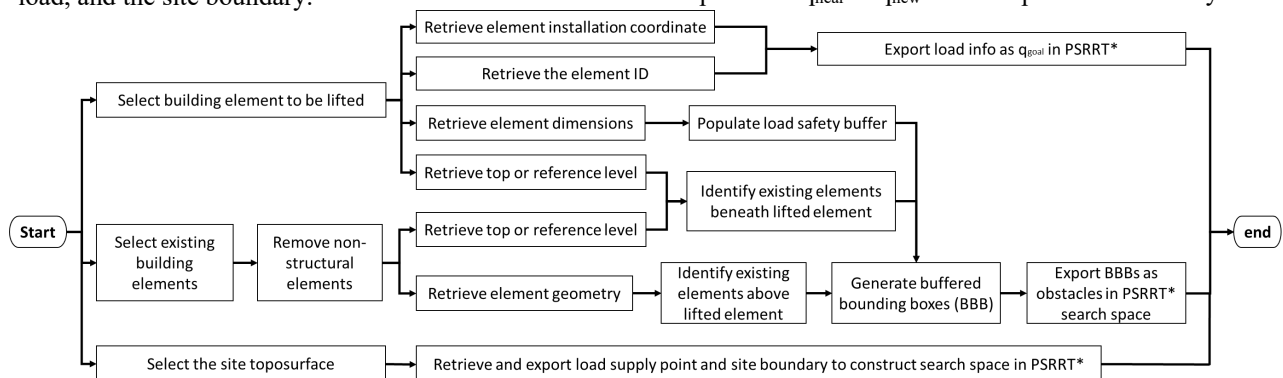 load, and the site boundary.
Retrieve element installation coordinate
Export load info as qgoal in PSRRT*
Retrieve the element ID
Select building element to be lifted
Retrieve element dimensions
Populate load safety buffer
Retrieve top or reference level
Identify existing elements
beneath lifted element
Start
Select existing
building
elements
Remove non-
structural
elements
Retrieve top or reference level
end
Retrieve element geometry
Identify existing
elements above
lifted element
Generate buffered
bounding boxes (BBB)
Export BBBs as
obstacles in PSRRT*
search space
Select the site toposurface
Retrieve and export load supply point and site boundary to construct search space in PSRRT*